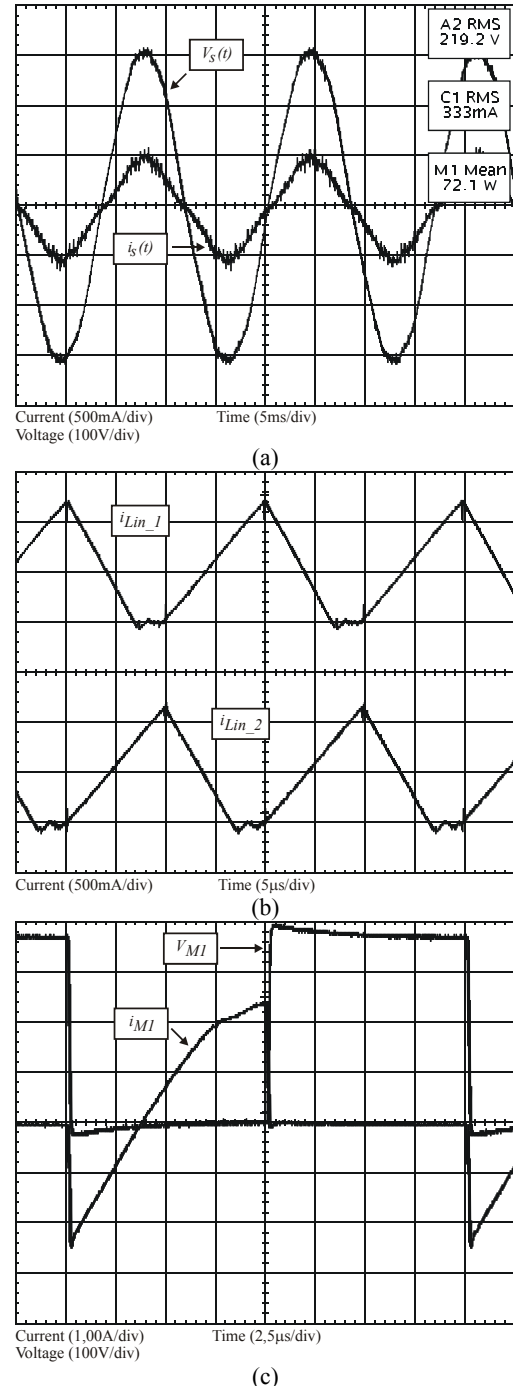 A2 RMS
219.2 V
C1 RMS
333mA
M1 Mean
72.1 W
VS(t)
iS(t)
Current (500mA/div) Time (5ms/div)
Voltage (100V/div)
(a)
iLin_1
iLin_2
Current (500mA/div) Time (5µs/div)
(b)
VM1
iM1
Current (1,00A/div) Time (2,5µs/div)
Voltage (100V/div)
(c)